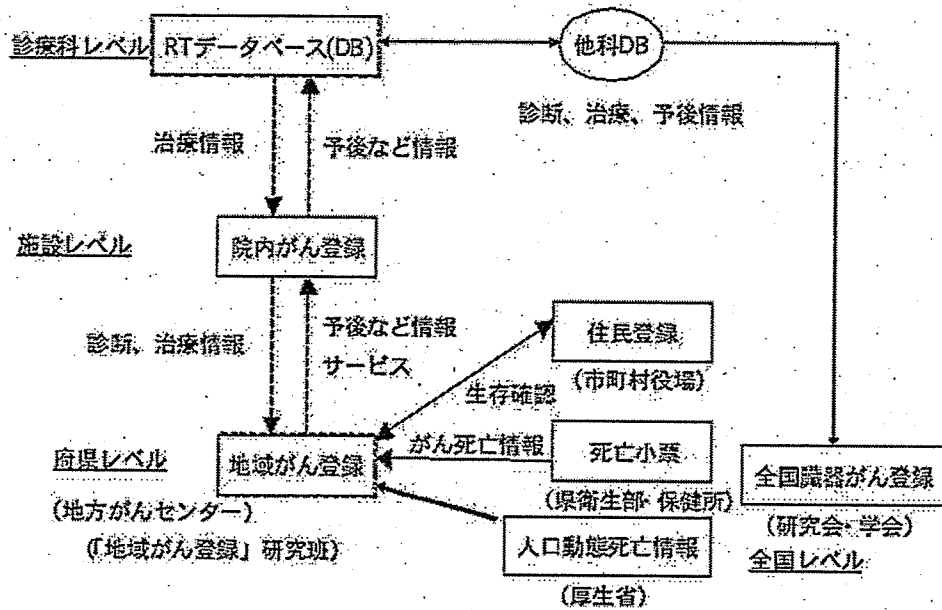 診療科レベル
RTデータベース(DB)
他科DB
診断、治療、予後情報
治療情報
予後など情報
施設レベル
院内がん登録
診断、治療情報
予後など情報
サービス
住民登録
(市町村役場)
生存確認
府県レベル
地域がん登録
がん死亡情報
死亡小票
(県衛生部・保健所)
全国臓器がん登録
(研究会・学会)
全国レベル
(地方がんセンター)
(「地域がん登録」研究班)
人口動態死亡情報
(厚生省)